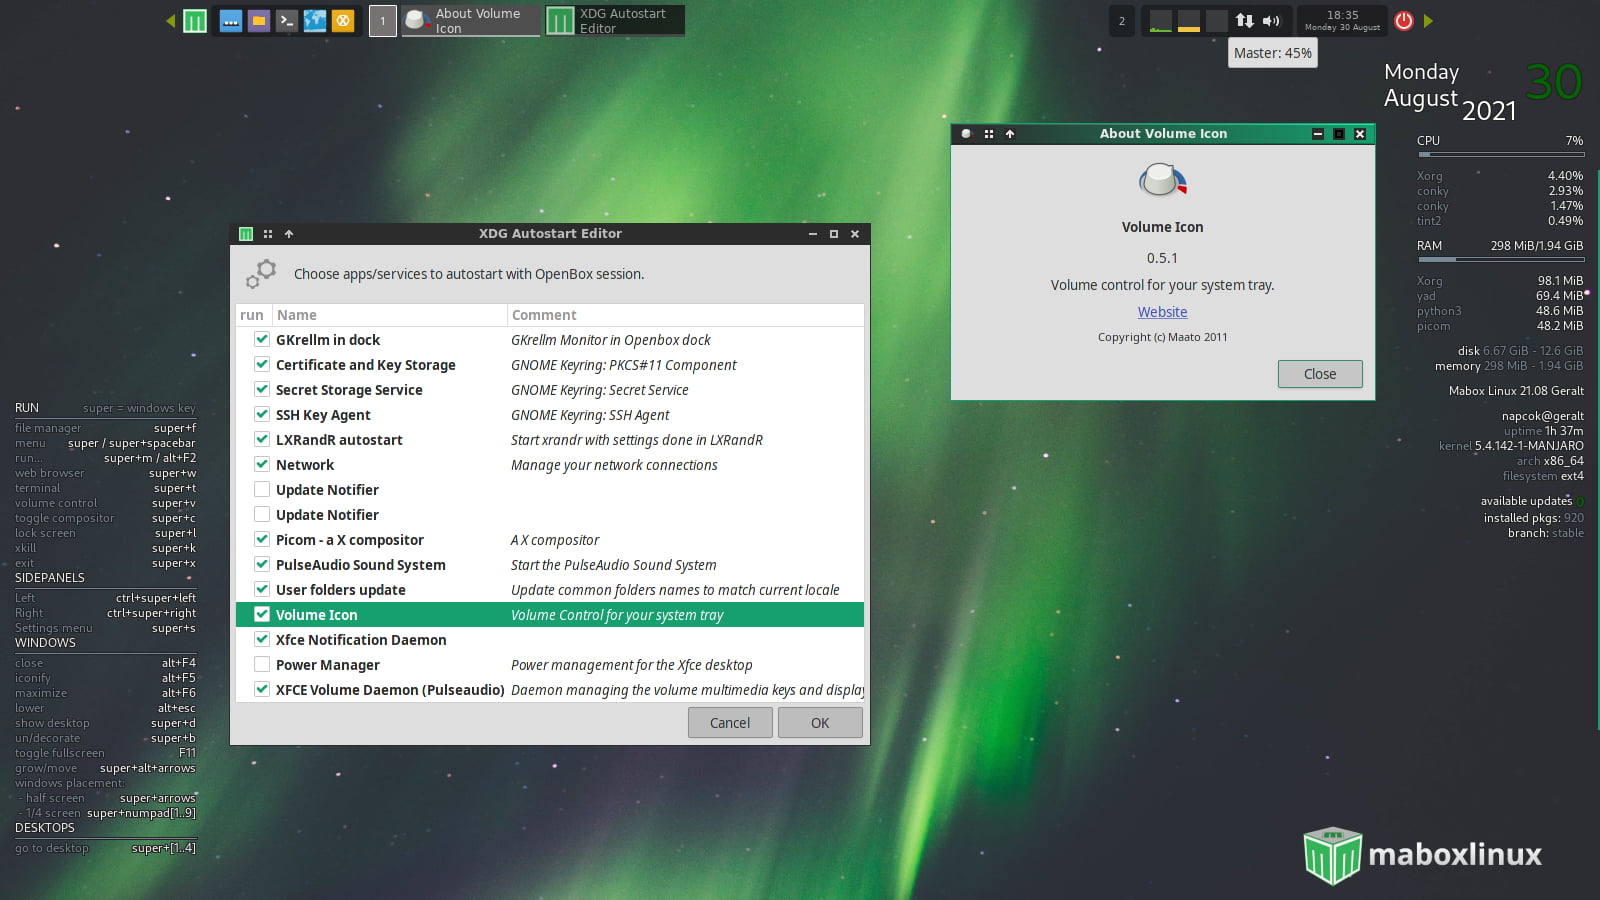 1
About Volume
Icon
XDG Autostart
Editor
2
18:35
Monday 30 August
Master: 45%
Monday
August
2021
30
CPU 7%
Xorg 4.40%
conky 2.93%
conky 1.47%
tint2 0.49%
RAM 298 MiB/1.94 GiB
Xorg 98.1 MiB
yad 69.4 MiB
python3 48.6 MiB
picom 48.2 MiB
disk 6.67 GiB - 12.6 GiB
memory 298 MiB - 1.94 GiB
Mabox Linux 21.08 Geralt
napcok@geralt
uptime 1h 37m
kernel 5.4.142-1-MANJARO
arch x86_64
filesystem ext4
available updates 0
installed pkgs: 920
branch: stable
About Volume Icon
Volume Icon
0.5.1
Volume control for your system tray.
Website
Copyright (c) Maato 2011
Close
XDG Autostart Editor
Choose apps/services to autostart with OpenBox session.
run Name Comment
GKrellm in dock GKrellm Monitor in Openbox dock
Certificate and Key Storage GNOME Keyring: PKCS#11 Component
Secret Storage Service GNOME Keyring: Secret Service
SSH Key Agent GNOME Keyring: SSH Agent
LXRandR autostart Start xrandr with settings done in LXRandR
Network Manage your network connections
Update Notifier
Update Notifier
Picom - a X compositor A X compositor
PulseAudio Sound System Start the PulseAudio Sound System
User folders update Update common folders names to match current locale
Volume Icon Volume Control for your system tray
Xfce Notification Daemon
Power Manager Power management for the Xfce desktop
XFCE Volume Daemon (Pulseaudio) Daemon managing the volume multimedia keys and display
Cancel OK
RUN super = windows key
file manager super+f
menu super / super+spacebar
run... super+m / alt+F2
web browser super+w
terminal super+t
volume control super+v
toggle compositor super+c
lock screen super+l
xkill super+k
exit super+x
SIDEPANELS
Left ctrl+super+left
Right ctrl+super+right
Settings menu super+s
WINDOWS
close alt+F4
iconify alt+F5
maximize alt+F6
lower alt+esc
show desktop super+d
un/decorate super+b
toggle fullscreen F11
grow/move super+alt+arrows
windows placement:
- half screen super+arrows
- 1/4 screen super+numpad[1..9]
DESKTOPS
go to desktop super+[1..4]
maboxlinux